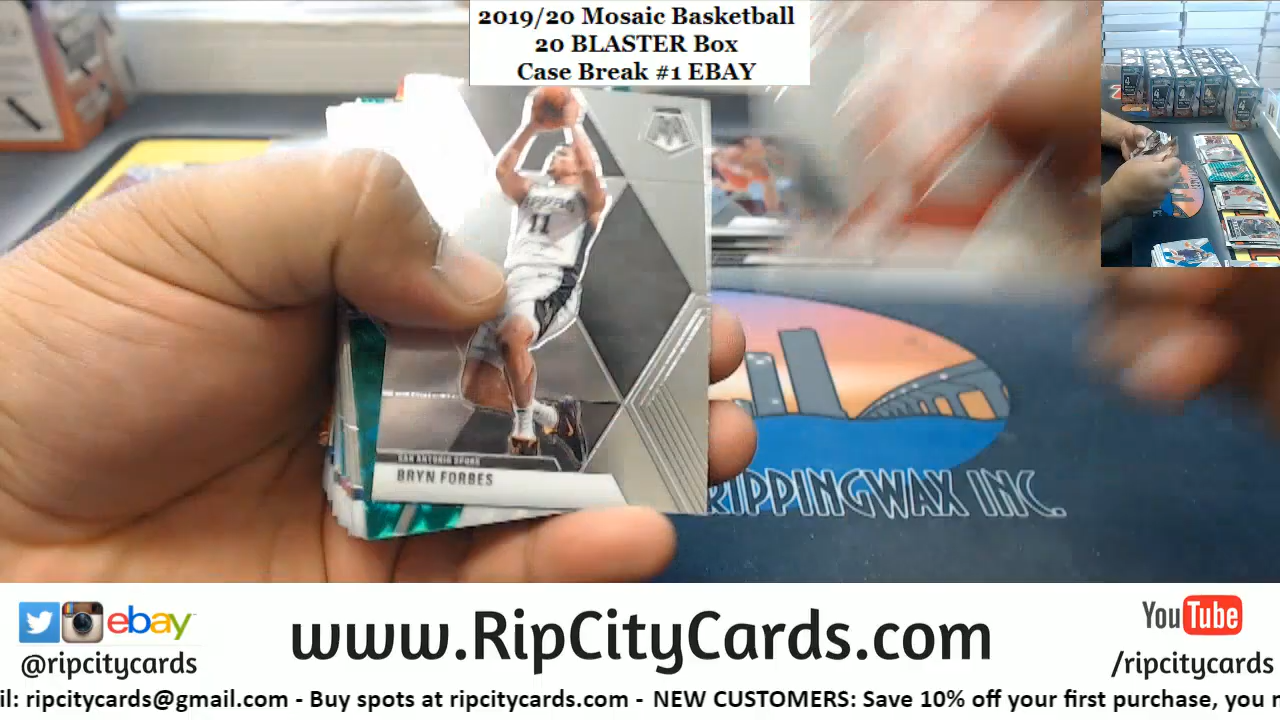 2019/20 Mosaic Basketball
20 BLASTER Box
Case Break #1 EBAY
11
SAN ANTONIO SPURS
BRYN FORBES
RIPPINGWAX INC.
ebay
@ripcitycards
www.RipCityCards.com
YouTube
/ripcitycards
il: ripcitycards@gmail.com - Buy spots at ripcitycards.com - NEW CUSTOMERS: Save 10% off your first purchase, you r